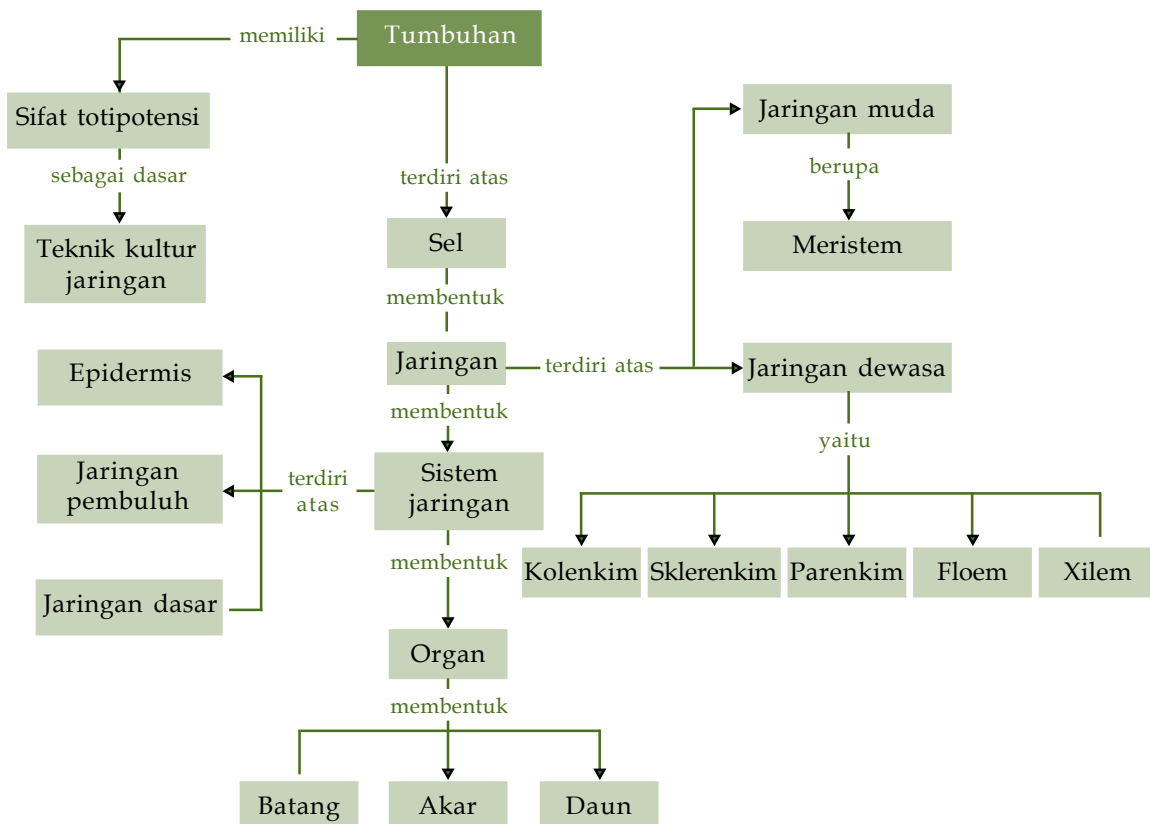 memiliki
Tumbuhan
Sifat totipotensi
sebagai dasar
Teknik kultur
jaringan
terdiri atas
Sel
membentuk
Jaringan
terdiri atas
Jaringan muda
berupa
Meristem
Jaringan dewasa
yaitu
Kolenkim
Sklerenkim
Parenkim
Floem
Xilem
membentuk
Sistem
jaringan
terdiri
atas
Epidermis
Jaringan
pembuluh
Jaringan dasar
membentuk
Organ
membentuk
Batang
Akar
Daun